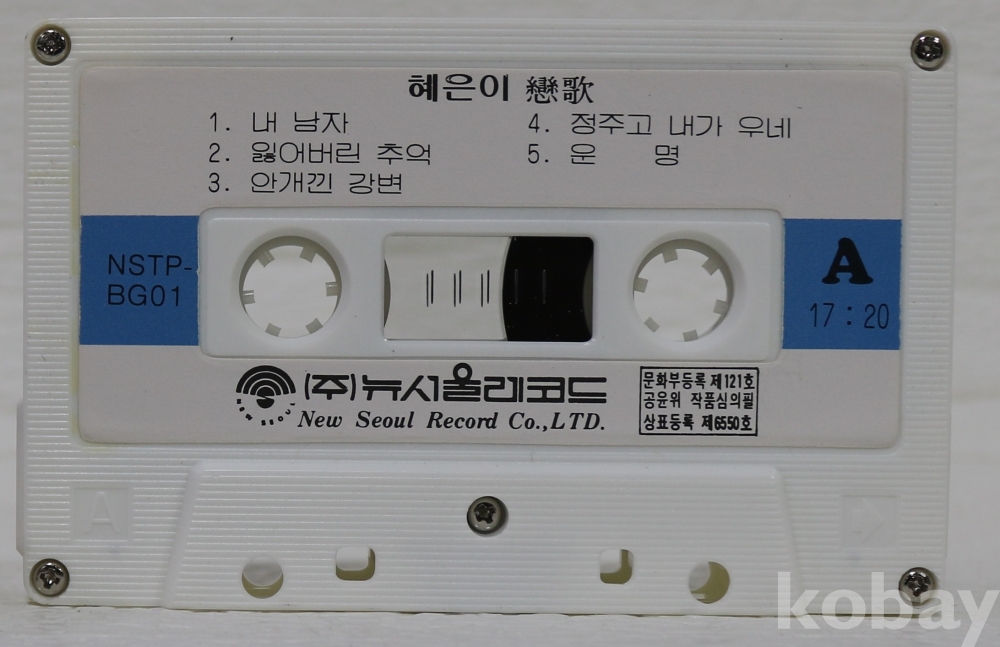 혜은이 戀歌
1. 내 남자
2. 잃어버린 추억
3. 안개낀 강변
4. 정주고 내가 우네
5. 운 명
NSTP-
BG01
A
17:20
NEW SEOUL
(주)뉴서울레코드
New Seoul Record Co.,LTD.
문화부등록 제121호
공윤위 작품심의필
상표등록 제6550호
A
kobay